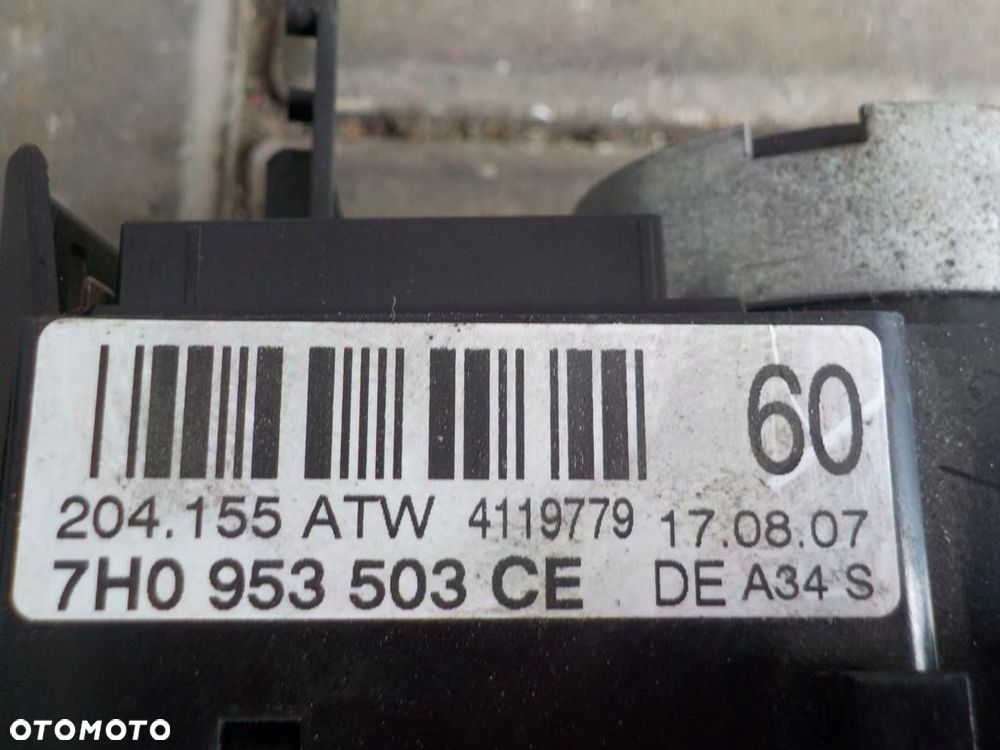 60
204.155 ATW 4119779 17.08.07
7H0 953 503 CE DE A34 S
OTOMOTO